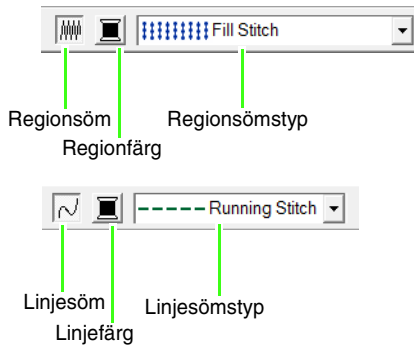 Fill Stitch
Regionsöm
Regionsömstyp
Regionfärg
Running Stitch
Linjesöm
Linjesömstyp
Linjefärg